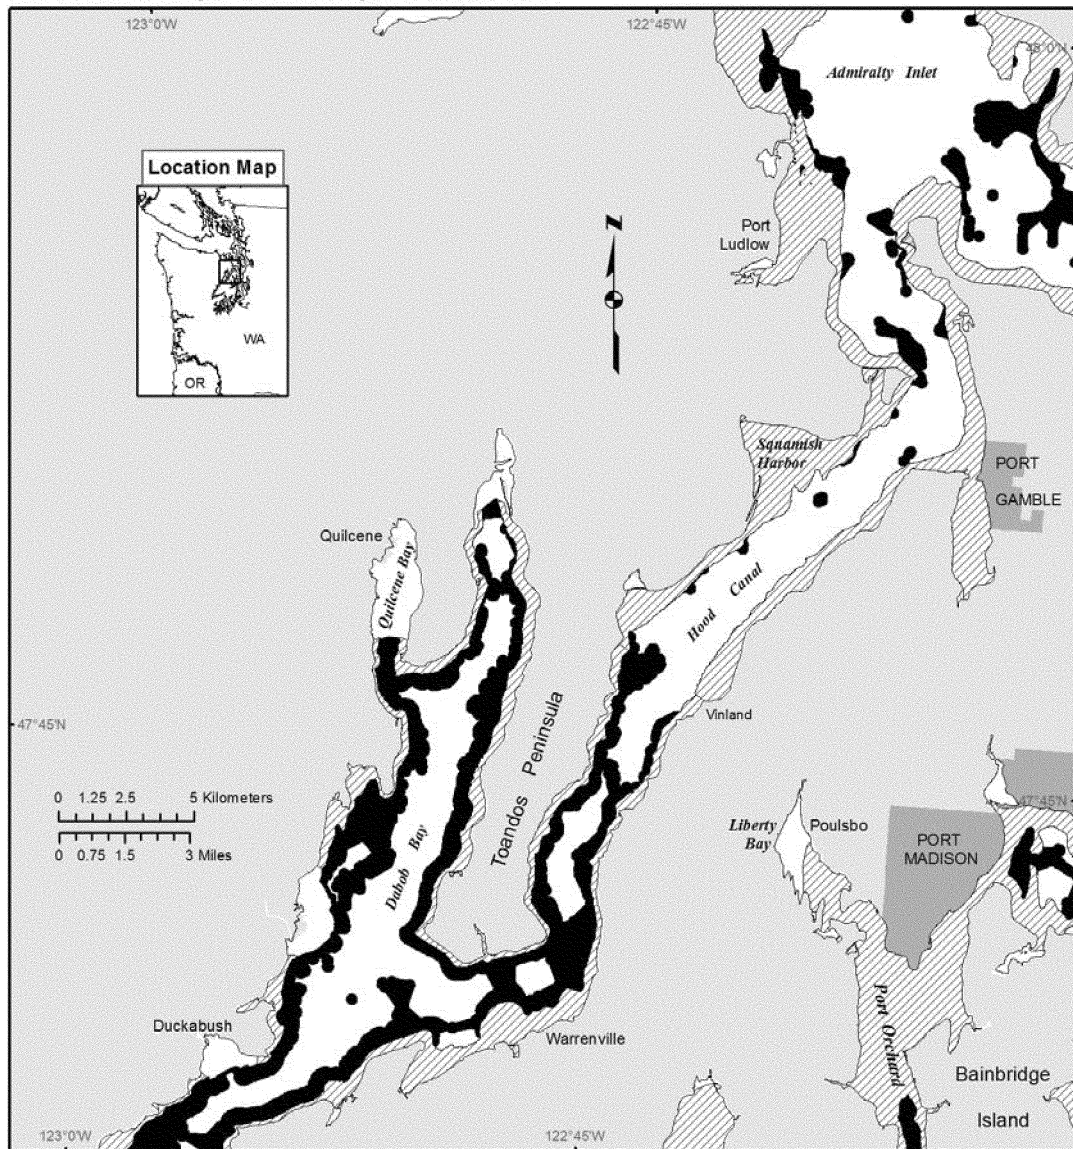 123°0'W
122°45'W
48°0'N
Admiralty Inlet
Location Map
WA
OR
N
Port
Ludlow
Squamish
Harbor
PORT
GAMBLE
Quilcene
Quilcene Bay
Hood Canal
Toandos Peninsula
Vinland
47°45'N
47°45'N
0 1.25 2.5 5 Kilometers
0 0.75 1.5 3 Miles
Dabob Bay
Liberty
Bay
Poulsbo
PORT
MADISON
Port Orchard
Duckabush
Warrenville
Bainbridge
Island
123°0'W
122°45'W